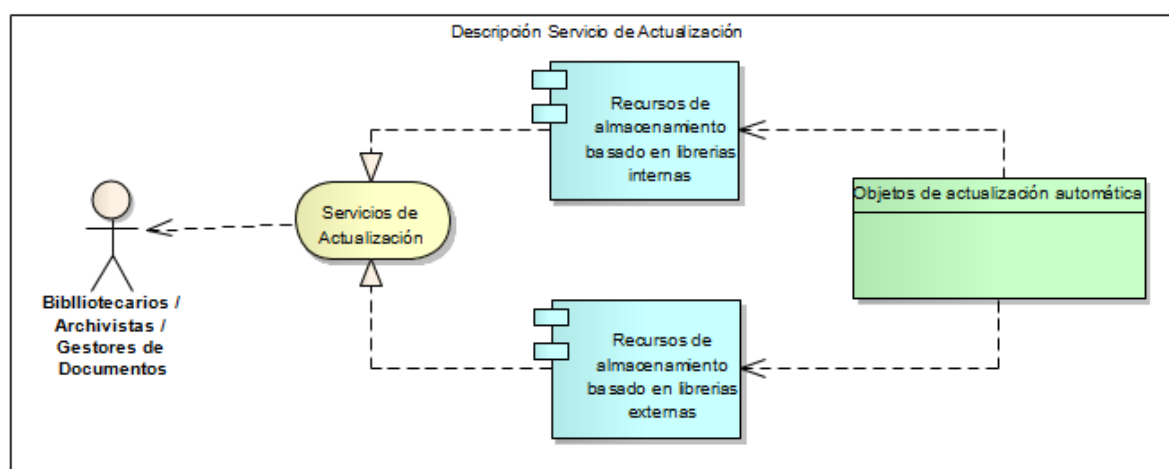 Descripción Servicio de Actualización
Recursos de
almacenamiento
basado en librerias
internas
Objetos de actualización automática
Servicios de
Actualización
Biblliotecarios /
Archivistas /
Gestores de
Documentos
Recursos de
almacenamiento
basado en librerias
externas